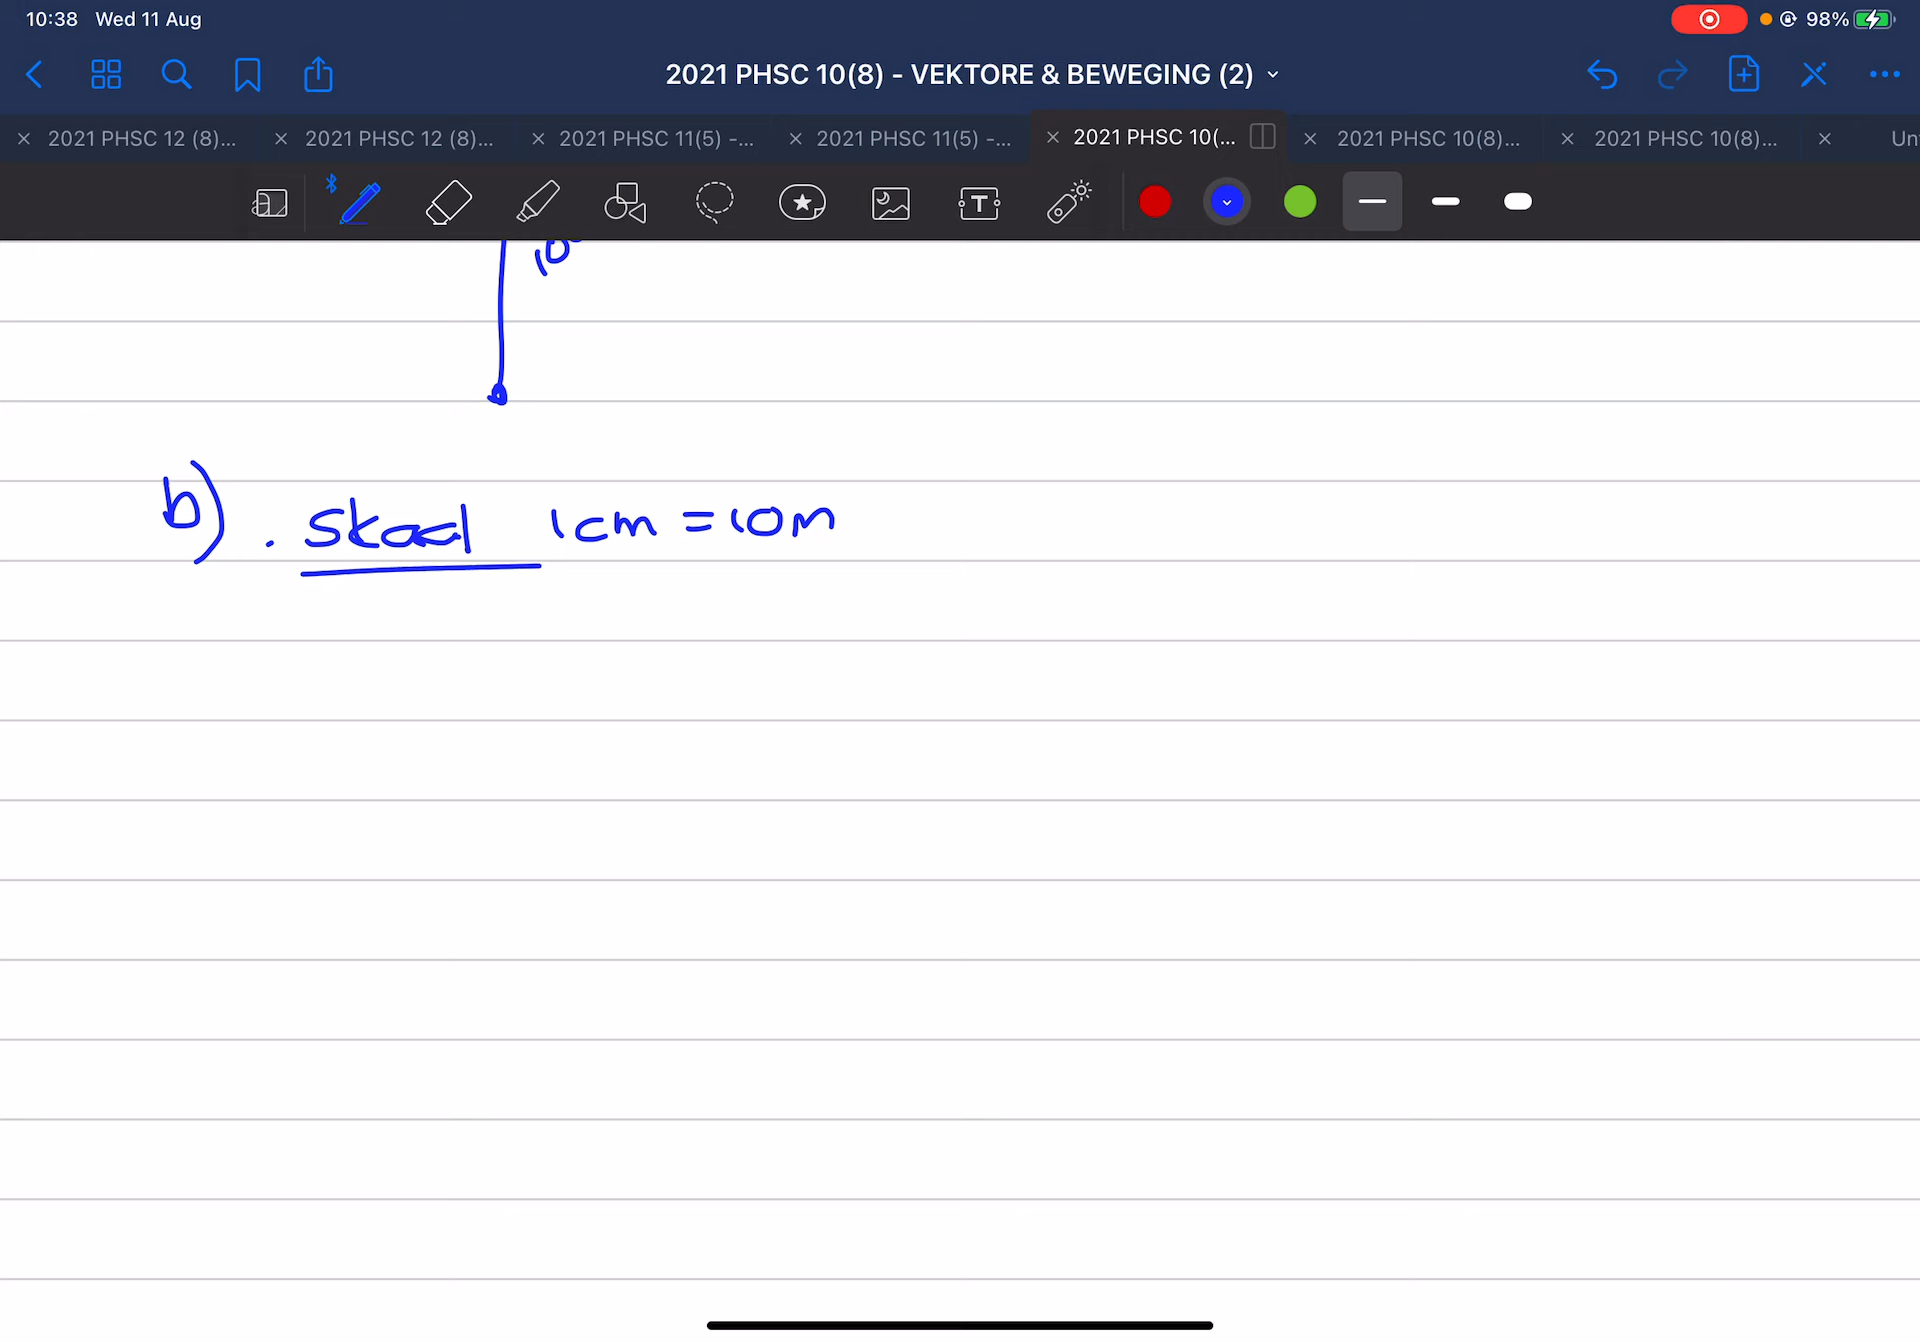 10:38 Wed 11 Aug 98%
2021 PHSC 10(8) - VEKTORE & BEWEGING (2)
2021 PHSC 12 (8)... 2021 PHSC 12 (8)... 2021 PHSC 11(5) -... 2021 PHSC 11(5) -... 2021 PHSC 10(... 2021 PHSC 10(8)... 2021 PHSC 10(8)... Un
10
b) . Skaal 1cm = 10m